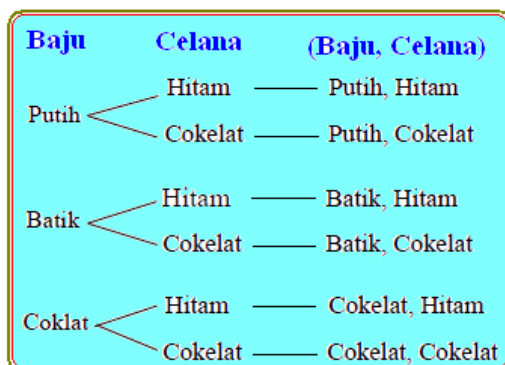 Baju Celana (Baju, Celana)
Hitam Putih, Hitam
Putih
Cokelat Putih, Cokelat
Hitam Batik, Hitam
Batik
Cokelat Batik, Cokelat
Hitam Cokelat, Hitam
Coklat
Cokelat Cokelat, Cokelat